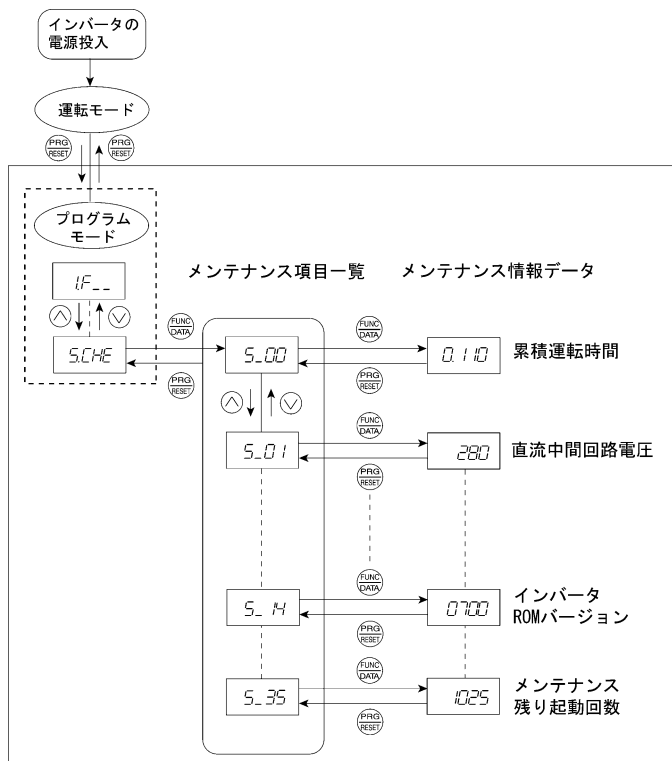 インバータの
電源投入
運転モード
PRG
RESET
PRG
RESET
プログラム
モード
1.F__
5.CHE
メンテナンス項目一覧
メンテナンス情報データ
FUNC
DATA
PRG
RESET
5_00
FUNC
DATA
PRG
RESET
0.110
累積運転時間
5_01
FUNC
DATA
PRG
RESET
280
直流中間回路電圧
5_14
FUNC
DATA
PRG
RESET
0700
インバータ
ROMバージョン
5_35
FUNC
DATA
PRG
RESET
1025
メンテナンス
残り起動回数